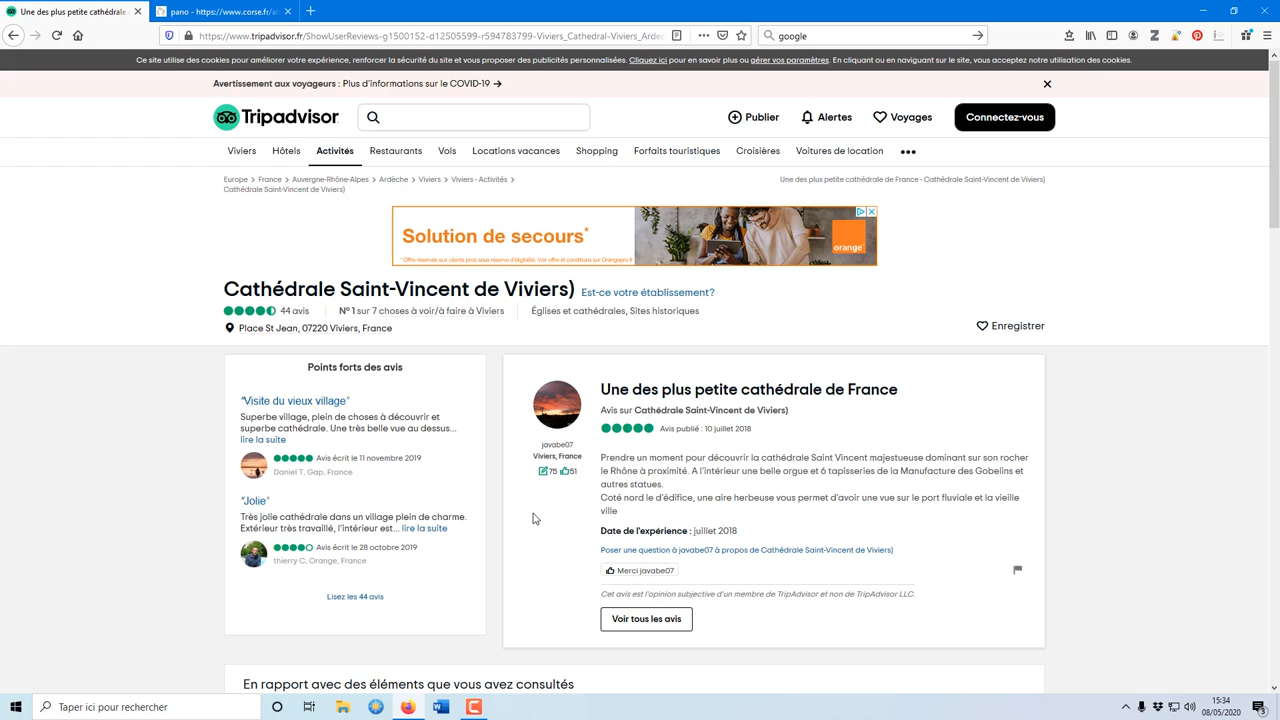 Une des plus petite cathédrale
pano - https://www.corse.fr/at
https://www.tripadvisor.fr/ShowUserReviews-g1500152-d12505599-r594783799-Viviers_Cathedral-Viviers_Arde
google
Ce site utilise des cookies pour améliorer votre expérience, renforcer la sécurité du site et vous proposer des publicités personnalisées. Cliquez ici pour en savoir plus ou gérer vos paramètres. En cliquant ou en naviguant sur le site, vous acceptez notre utilisation des cookies.
Avertissement aux voyageurs : Plus d'informations sur le COVID-19 →
Tripadvisor
Publier
Alertes
Voyages
Connectez-vous
Viviers
Hôtels
Activités
Restaurants
Vols
Locations vacances
Shopping
Forfaits touristiques
Croisières
Voitures de location
Europe > France > Auvergne-Rhône-Alpes > Ardèche > Viviers > Viviers - Activités >
Cathédrale Saint-Vincent de Viviers)
Une des plus petite cathédrale de France - Cathédrale Saint-Vincent de Viviers)
Solution de secours*
* Offre réservée aux clients pros sous réserve d'éligibilité. Voir offre et conditions sur Orangepro.fr
orange
Cathédrale Saint-Vincent de Viviers) Est-ce votre établissement?
44 avis
N° 1 sur 7 choses à voir/à faire à Viviers
Églises et cathédrales, Sites historiques
Place St Jean, 07220 Viviers, France
Enregistrer
Points forts des avis
“Visite du vieux village”
Superbe village, plein de choses à découvrir et
superbe cathédrale. Une très belle vue au dessus...
lire la suite
Avis écrit le 11 novembre 2019
Daniel T, Gap, France
“Jolie”
Très jolie cathédrale dans un village plein de charme.
Extérieur très travaillé, l'intérieur est... lire la suite
Avis écrit le 28 octobre 2019
thierry C, Orange, France
Lisez les 44 avis
javabe07
Viviers, France
75 51
Une des plus petite cathédrale de France
Avis sur Cathédrale Saint-Vincent de Viviers)
Avis publié : 10 juillet 2018
Prendre un moment pour découvrir la cathédrale Saint Vincent majestueuse dominant sur son rocher
le Rhône à proximité. A l'intérieur une belle orgue et 6 tapisseries de la Manufacture des Gobelins et
autres statues.
Coté nord le d'édifice, une aire herbeuse vous permet d'avoir une vue sur le port fluviale et la vieille
ville
Date de l'expérience : juillet 2018
Poser une question à javabe07 à propos de Cathédrale Saint-Vincent de Viviers)
Merci javabe07
Cet avis est l'opinion subjective d'un membre de TripAdvisor et non de TripAdvisor LLC.
Voir tous les avis
En rapport avec des éléments que vous avez consultés
Taper ici pour rechercher
15:34
08/05/2020
3